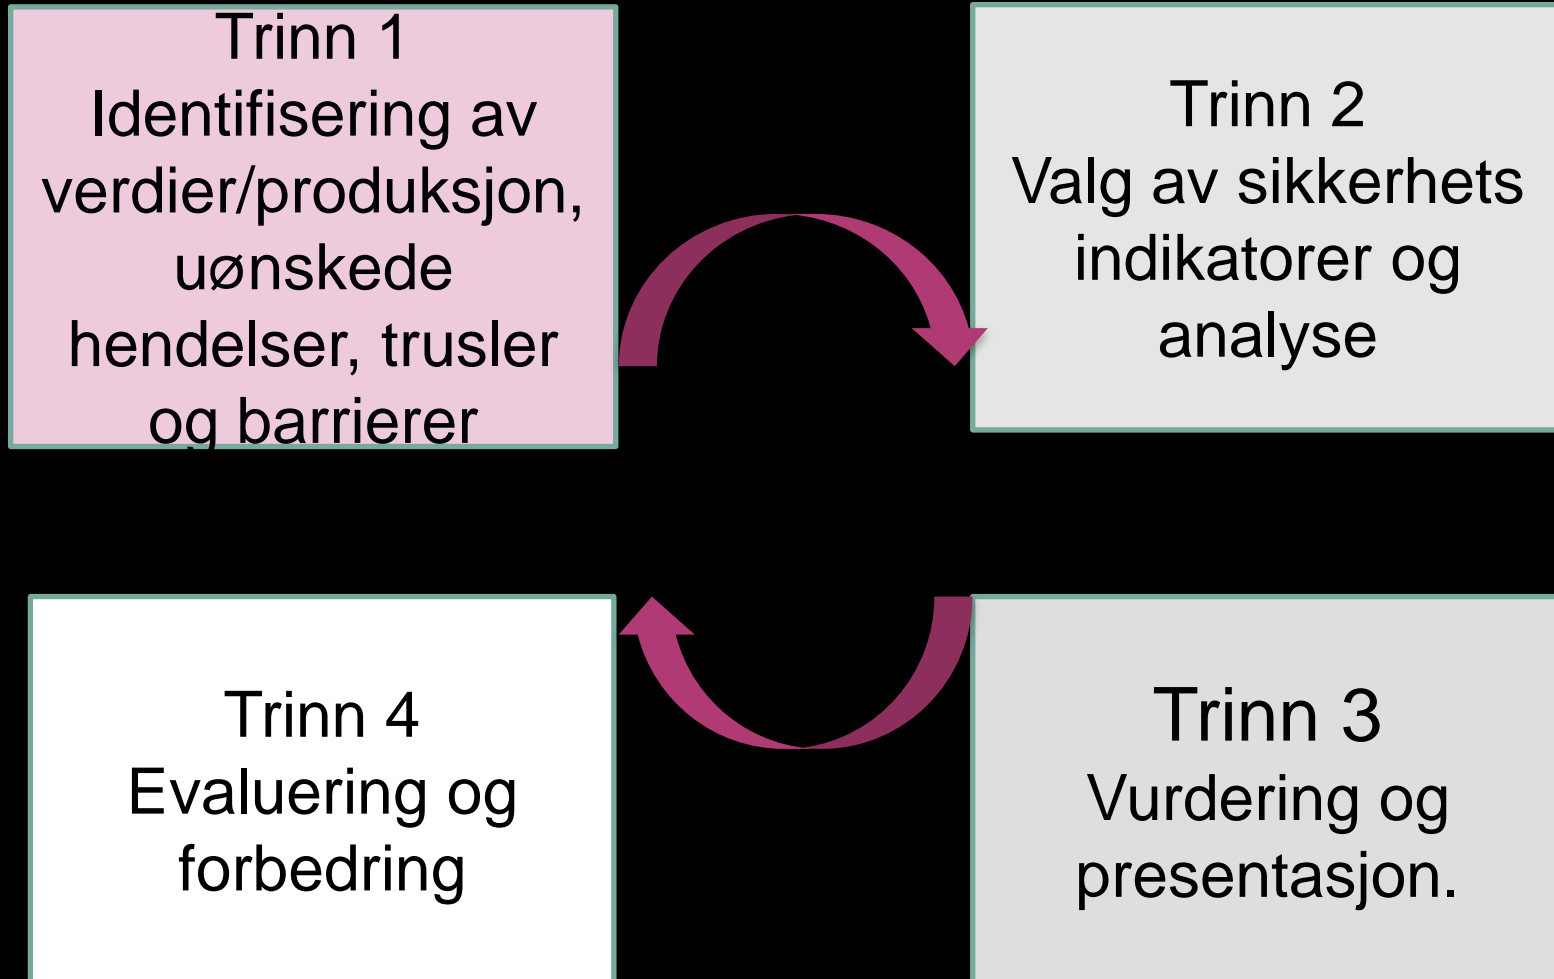 Trinn 1
Identifisering av
verdier/produksjon,
uønskede
hendelser, trusler
og barrierer
Trinn 2
Valg av sikkerhets
indikatorer og
analyse
Trinn 3
Vurdering og
presentasjon.
Trinn 4
Evaluering og
forbedring